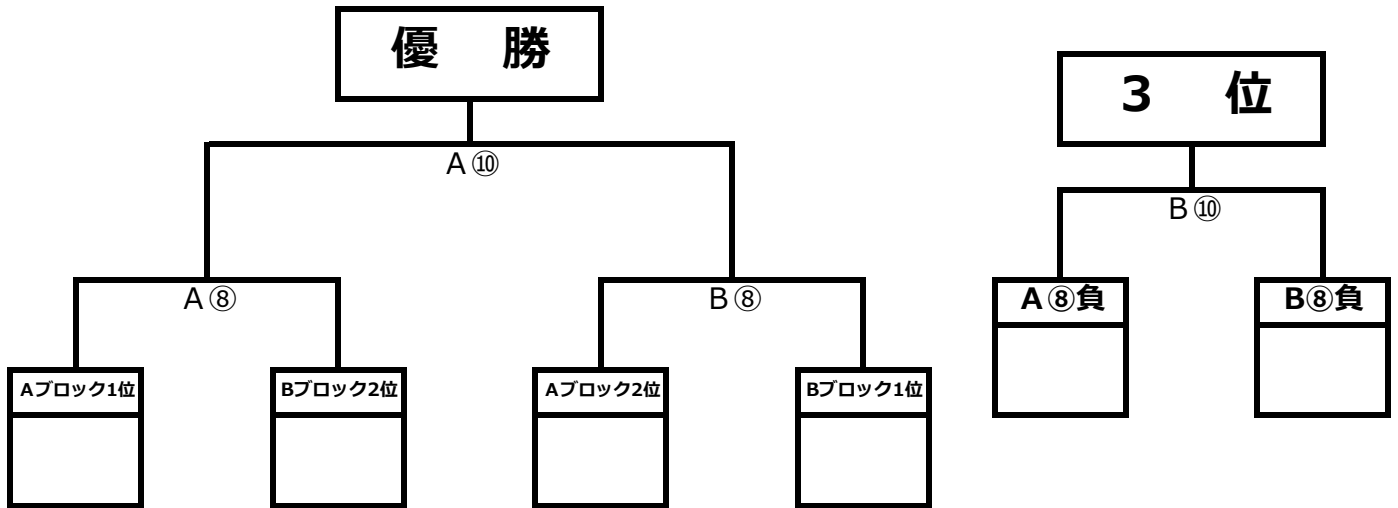 優 勝
A⑩
A⑧
B⑧
Aブロック1位
Bブロック2位
Aブロック2位
Bブロック1位
3 位
B⑩
A⑧負
B⑧負